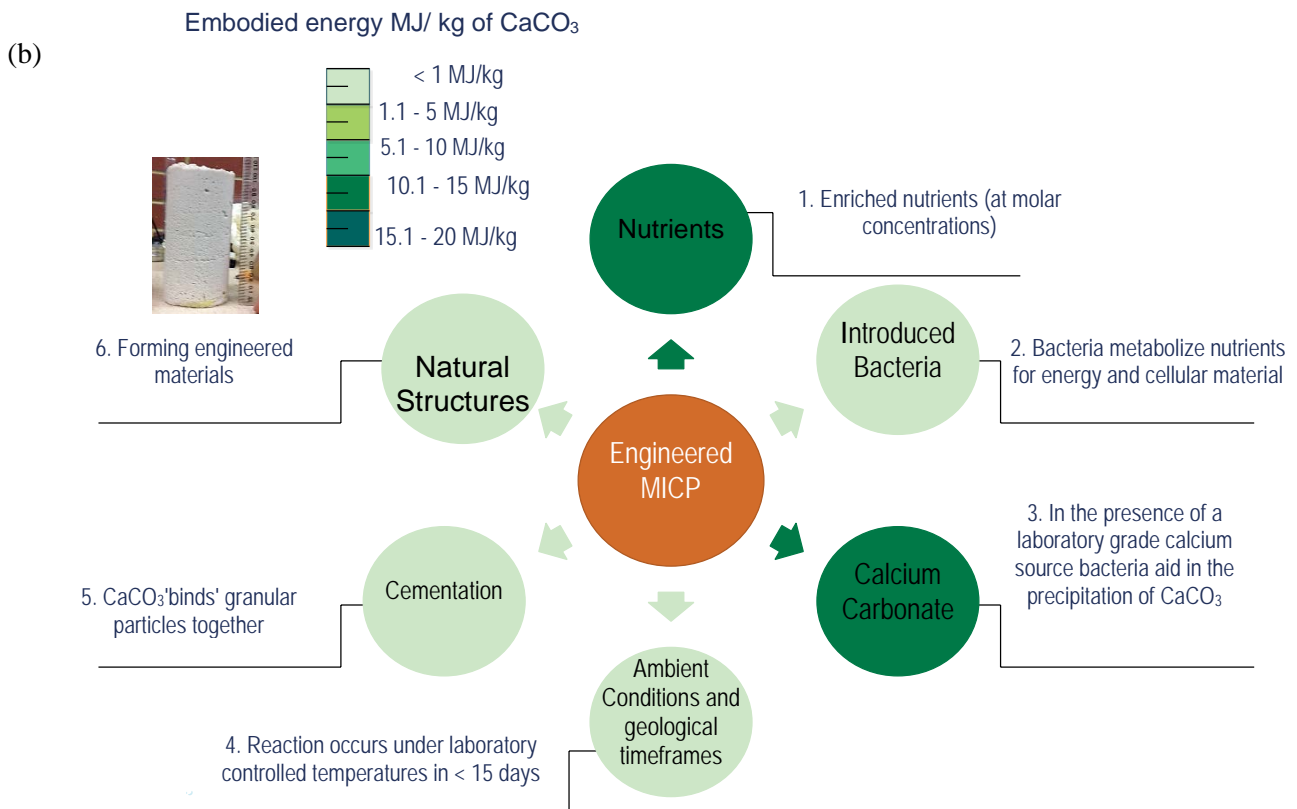 Embodied energy MJ/ kg of CaCO₃
(b)
< 1 MJ/kg
1.1 - 5 MJ/kg
5.1 - 10 MJ/kg
10.1 - 15 MJ/kg
15.1 - 20 MJ/kg
Nutrients
1. Enriched nutrients (at molar
concentrations)
Introduced
Bacteria
2. Bacteria metabolize nutrients
for energy and cellular material
6. Forming engineered
materials
Natural
Structures
Engineered
MICP
3. In the presence of a
laboratory grade calcium
source bacteria aid in the
precipitation of CaCO₃
Calcium
Carbonate
Cementation
5. CaCO₃'binds' granular
particles together
Ambient
Conditions and
geological
timeframes
4. Reaction occurs under laboratory
controlled temperatures in < 15 days